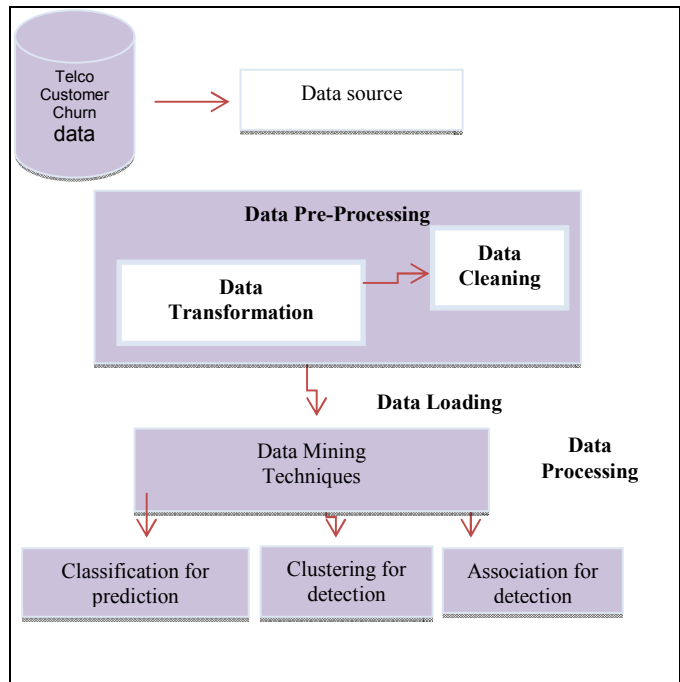 Telco
Customer
Churn
data
Data source
Data Pre-Processing
Data
Cleaning
Data
Transformation
Data Loading
Data Mining
Techniques
Data
Processing
Classification for
prediction
Clustering for
detection
Association for
detection